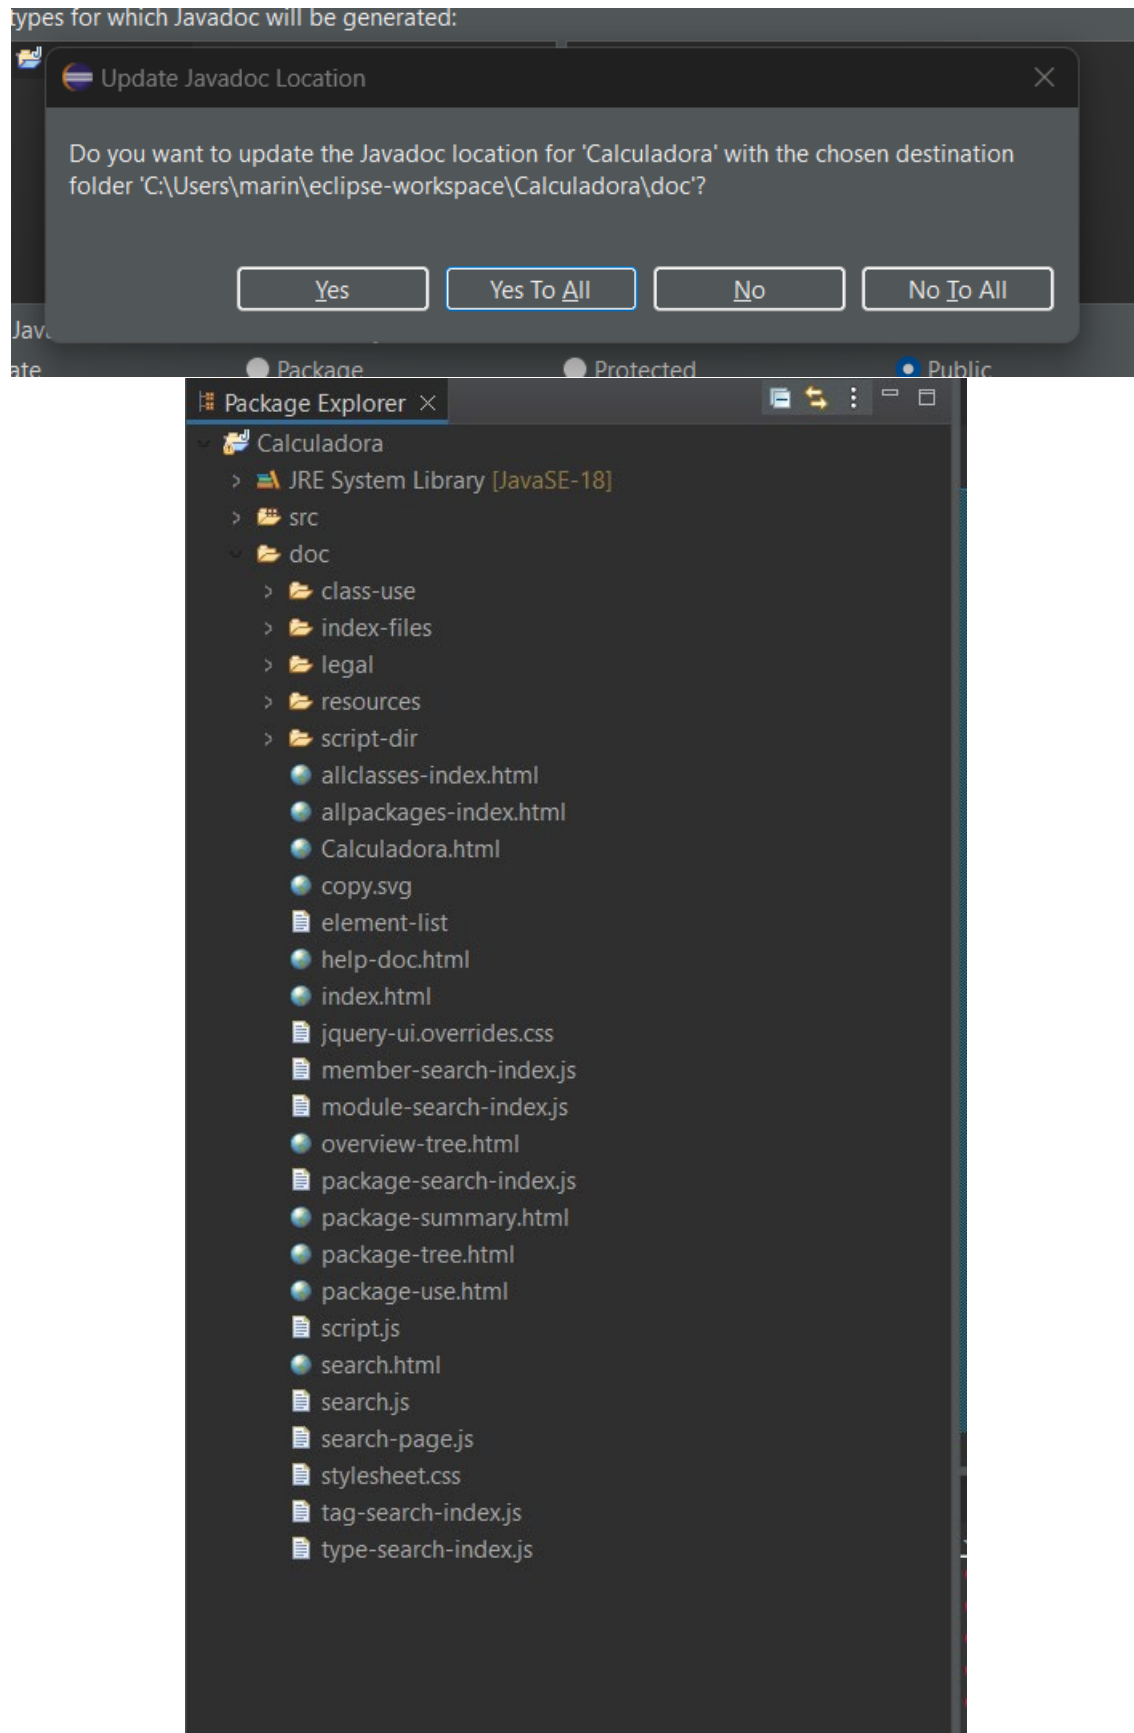 types for which Javadoc will be generated:
Update Javadoc Location
Do you want to update the Javadoc location for 'Calculadora' with the chosen destination
folder 'C:\Users\marin\eclipse-workspace\Calculadora\doc'?
Yes Yes To All No No To All
Java
ate Package Protected Public
Package Explorer
Calculadora
JRE System Library [JavaSE-18]
src
doc
class-use
index-files
legal
resources
script-dir
allclasses-index.html
allpackages-index.html
Calculadora.html
copy.svg
element-list
help-doc.html
index.html
jquery-ui.overrides.css
member-search-index.js
module-search-index.js
overview-tree.html
package-search-index.js
package-summary.html
package-tree.html
package-use.html
script.js
search.html
search.js
search-page.js
stylesheet.css
tag-search-index.js
type-search-index.js